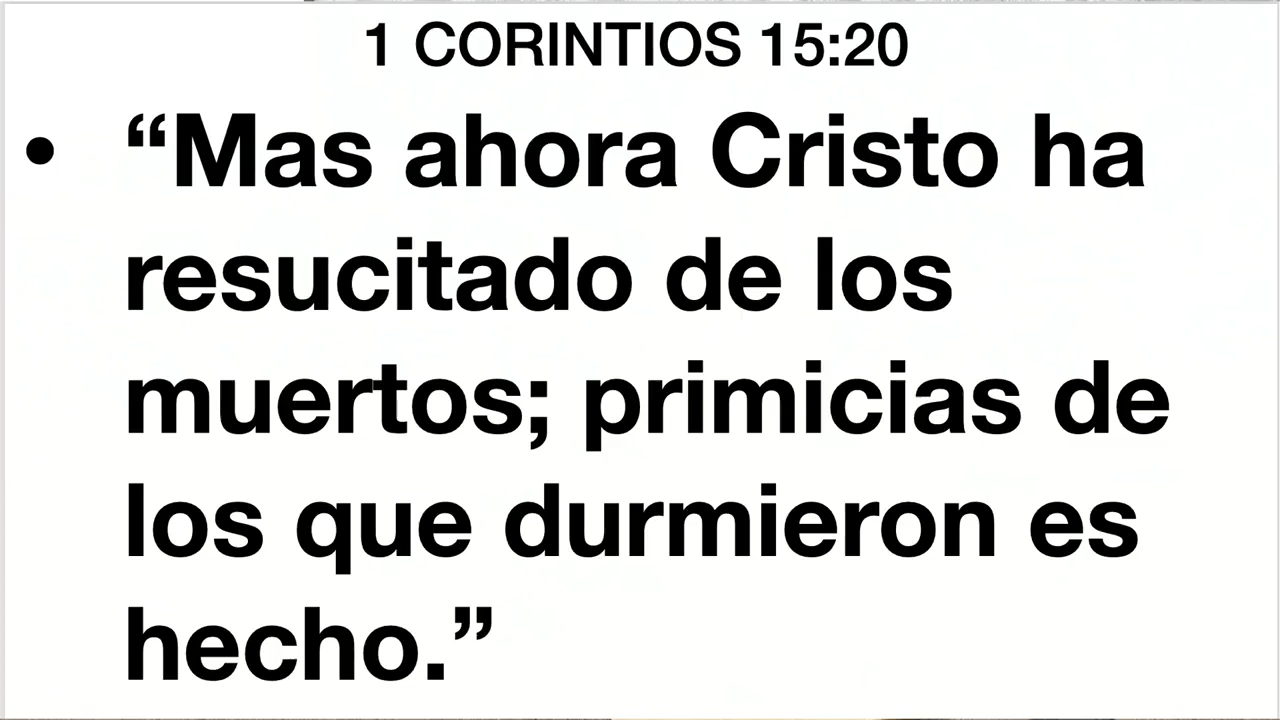 1 CORINTIOS 15:20
• “Mas ahora Cristo ha
resucitado de los
muertos; primicias de
los que durmieron es
hecho.”